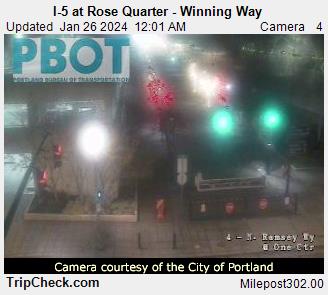 I-5 at Rose Quarter - Winning Way
Updated Jan 26 2024 12:01 AM Camera 4
PBOT
PORTLAND BUREAU OF TRANSPORTATION
4 - N. Ramsey Wy
@ One Ctr
Camera courtesy of the City of Portland
TripCheck.com Milepost302.00